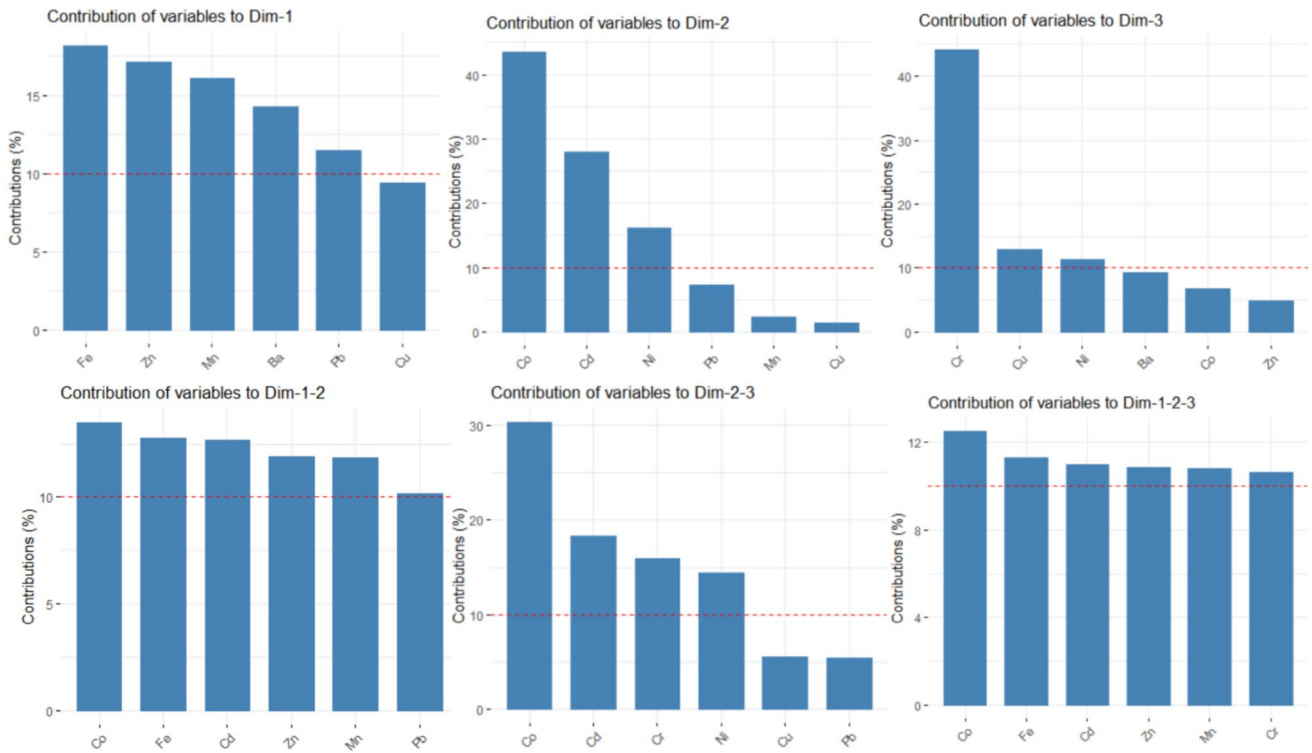 Contribution of variables to Dim-1
Contributions (%)
15
10
5
0
Fe
Zn
Mn
Ba
Pb
Cu
Contribution of variables to Dim-2
Contributions (%)
40
30
20
10
0
Co
Cd
Ni
Pb
Mn
Cu
Contribution of variables to Dim-3
Contributions (%)
40
30
20
10
0
Cr
Cu
Ni
Ba
Co
Zn
Contribution of variables to Dim-1-2
Contributions (%)
10
5
0
Co
Fe
Cd
Zn
Mn
Pb
Contribution of variables to Dim-2-3
Contributions (%)
30
20
10
0
Co
Cd
Cr
Ni
Cu
Pb
Contribution of variables to Dim-1-2-3
Contributions (%)
12
8
4
0
Co
Fe
Cd
Zn
Mn
Cr